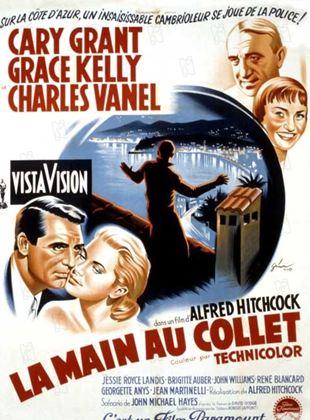 SUR LA CÔTE D'AZUR, UN INSAISISSABLE CAMBRIOLEUR SE JOUE DE LA POLICE!
CARY GRANT
GRACE KELLY
CHARLES VANEL
VISTAVISION
dans un film d'
ALFRED HITCHCOCK
LA MAIN AU COLLET
Couleur par TECHNICOLOR
JESSIE ROYCE LANDIS - BRIGITTE AUBER - JOHN WILLIAMS - RENE BLANCARD
GEORGETTE ANYS - JEAN MARTINELLI - Réalisation de ALFRED HITCHCOCK
Scénario de JOHN MICHAEL HAYES
C'est un Film Paramount